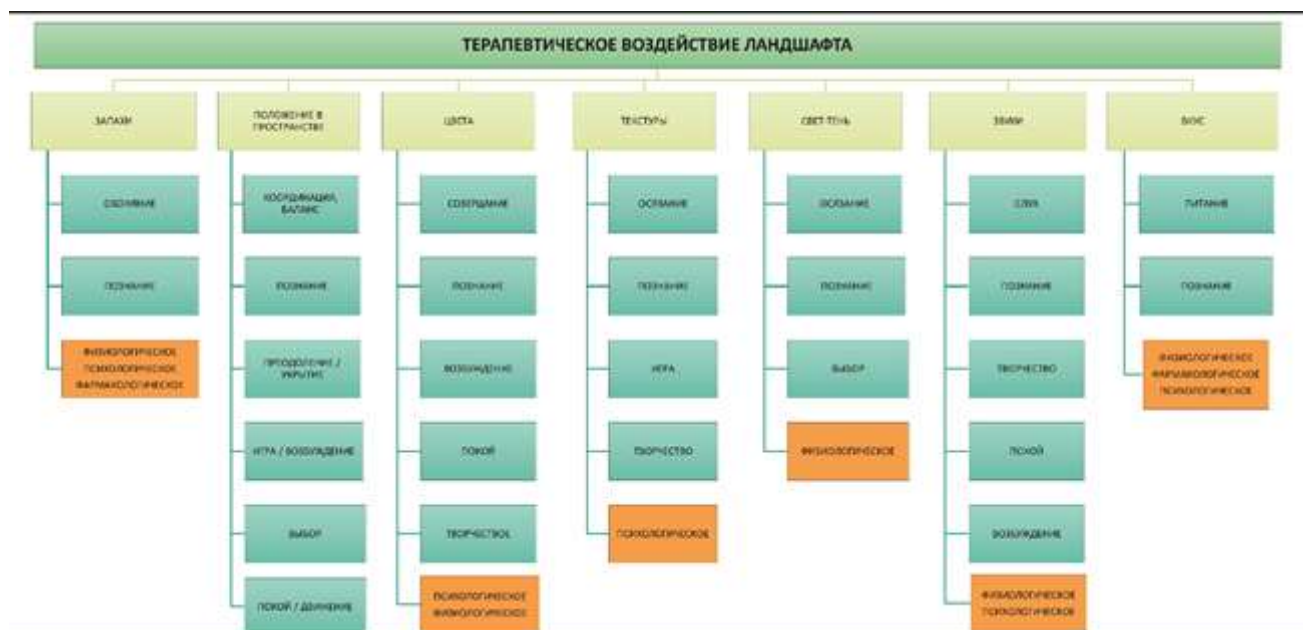 ТЕРАПЕВТИЧЕСКОЕ ВОЗДЕЙСТВИЕ ЛАНДШАФТА
ЗАПАХИ
ОБОНЯНИЕ
ПОЗНАНИЕ
ФИЗИОЛОГИЧЕСКОЕ
ПСИХОЛОГИЧЕСКОЕ
ФАРМАКОЛОГИЧЕСКОЕ
ПОЛОЖЕНИЕ В
ПРОСТРАНСТВЕ
КООРДИНАЦИЯ,
БАЛАНС
ПОЗНАНИЕ
ПРЕОДОЛЕНИЕ /
УКРЫТИЕ
ИГРА / ВОЗБУЖДЕНИЕ
ВЫБОР
ПОКОЙ / ДВИЖЕНИЕ
ЦВЕТА
СОЗЕРЦАНИЕ
ПОЗНАНИЕ
ВОЗБУЖДЕНИЕ
ПОКОЙ
ТВОРЧЕСТВОЕ
ПСИХОЛОГИЧЕСКОЕ
ФИЗИОЛОГИЧЕСКОЕ
ТЕКСТУРЫ
ОСЯЗАНИЕ
ПОЗНАНИЕ
ИГРА
ТВОРЧЕСТВО
ПСИХОЛОГИЧЕСКОЕ
СВЕТ-ТЕНЬ
ОСЯЗАНИЕ
ПОЗНАНИЕ
ВЫБОР
ФИЗИОЛОГИЧЕСКОЕ
ЗВУКИ
СЛУХ
ПОЗНАНИЕ
ТВОРЧЕСТВО
ПОКОЙ
ВОЗБУЖДЕНИЕ
ФИЗИОЛОГИЧЕСКОЕ
ПСИХОЛОГИЧЕСКОЕ
ВКУС
ПИТАНИЕ
ПОЗНАНИЕ
ФИЗИОЛОГИЧЕСКОЕ
ФАРМАКОЛОГИЧЕСКОЕ
ПСИХОЛОГИЧЕСКОЕ